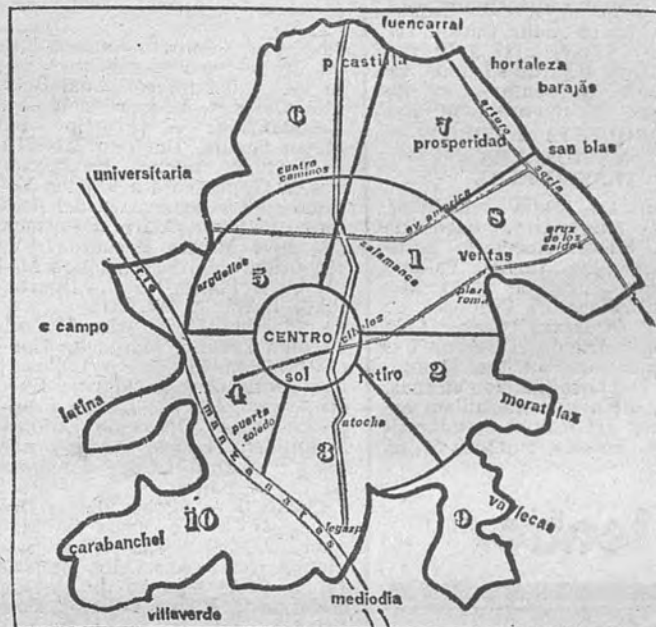 fuencarral
p castilla
hortaleza
barajás
6
7
arturo
soria
prosperidad
san blas
universitaria
cuatro
caminos
av. america
8
cruz
de los
caidos
1
salamanca
ventas
5
argüelles
plaza
roma
rio
manzanares
c campo
CENTRO
cibeles
sol
retiro
2
4
latina
puerta
toledo
atocha
moratalaz
3
vallecas
9
10
legazpi
carabanchel
villaverde
mediodia